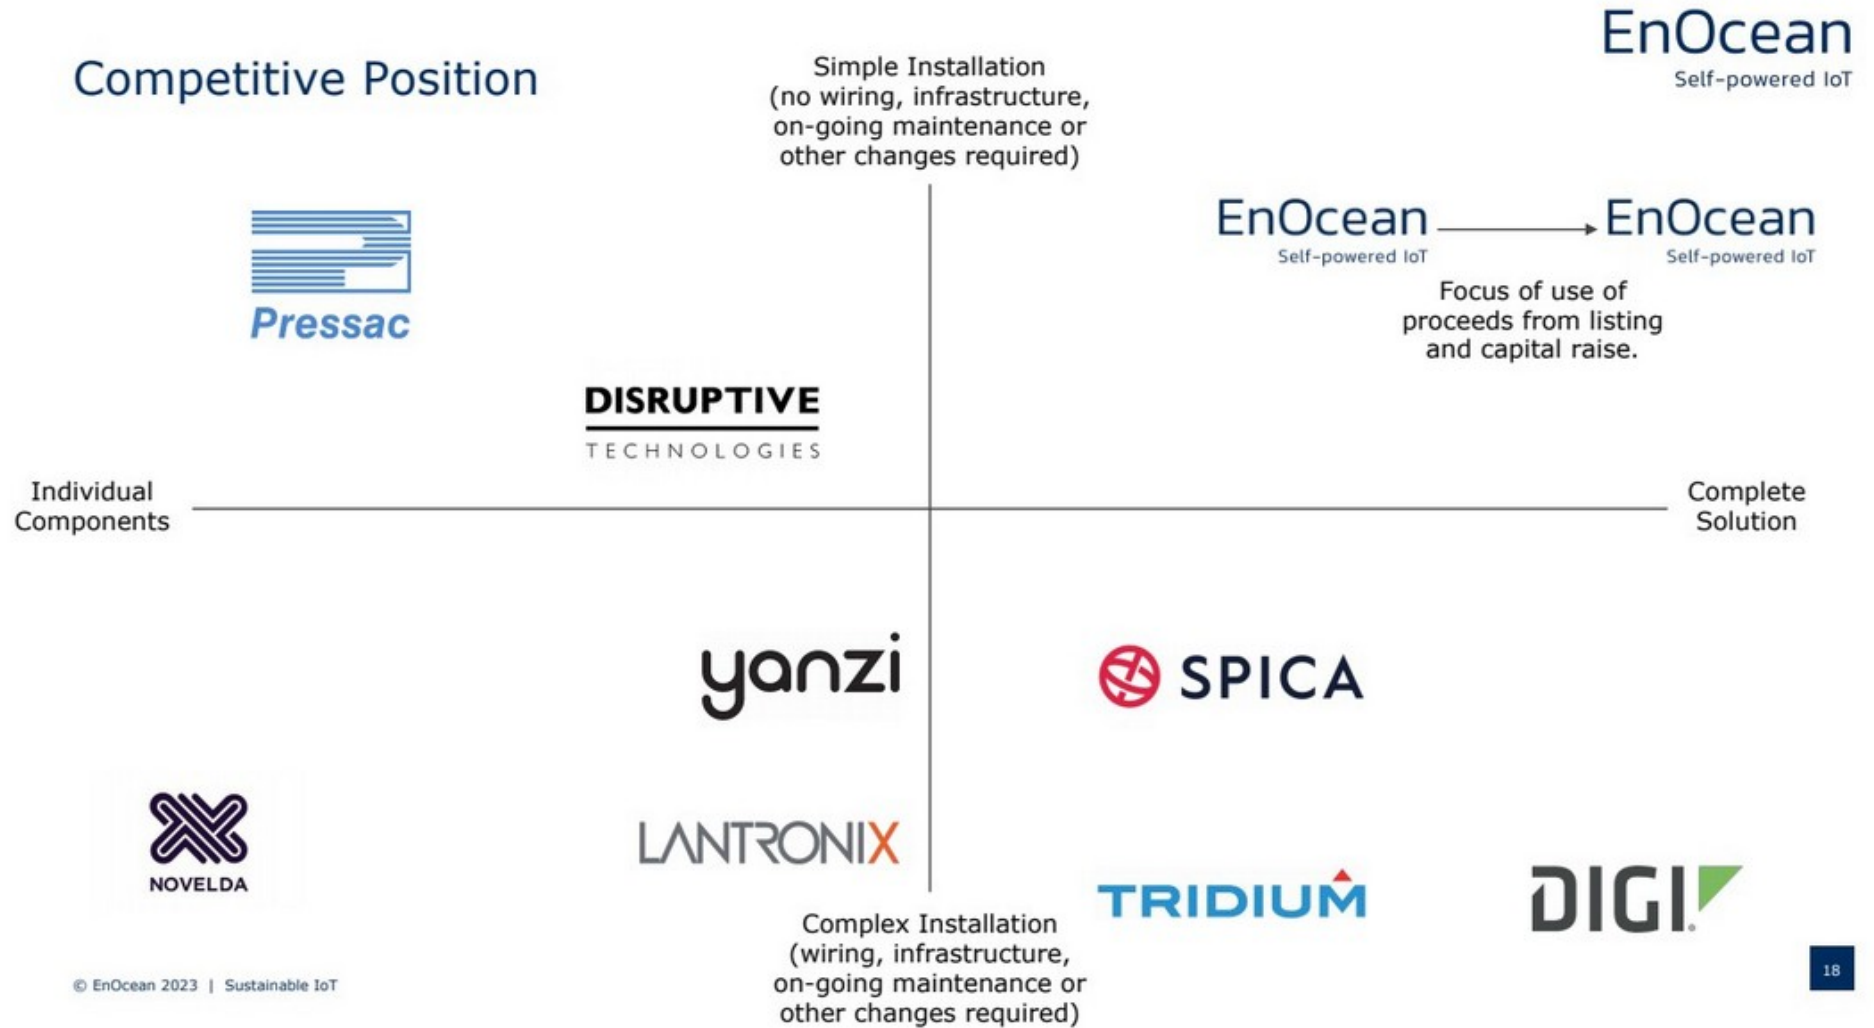 EnOcean
Self-powered IoT
Competitive Position
Simple Installation
(no wiring, infrastructure,
on-going maintenance or
other changes required)
Pressac
EnOcean
Self-powered IoT
EnOcean
Self-powered IoT
Focus of use of
proceeds from listing
and capital raise.
DISRUPTIVE
TECHNOLOGIES
Individual
Components
Complete
Solution
yanzi
SPICA
NOVELDA
LANTRONIX
TRIDIUM
DIGI
Complex Installation
(wiring, infrastructure,
on-going maintenance or
other changes required)
© EnOcean 2023 | Sustainable IoT
18